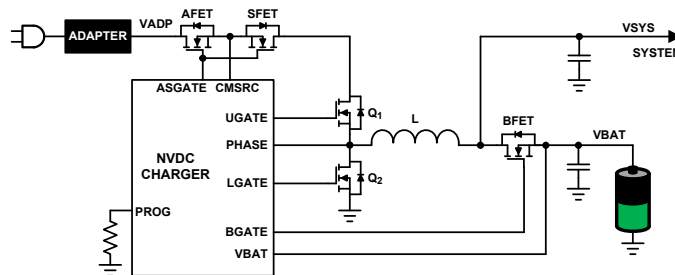 AFET
SFET
VADP
ADAPTER
VSYS
SYSTEM
ASGATE
CMSRC
UGATE
Q1
L
BFET
VBAT
NVDC
CHARGER
PHASE
LGATE
Q2
PROG
BGATE
VBAT